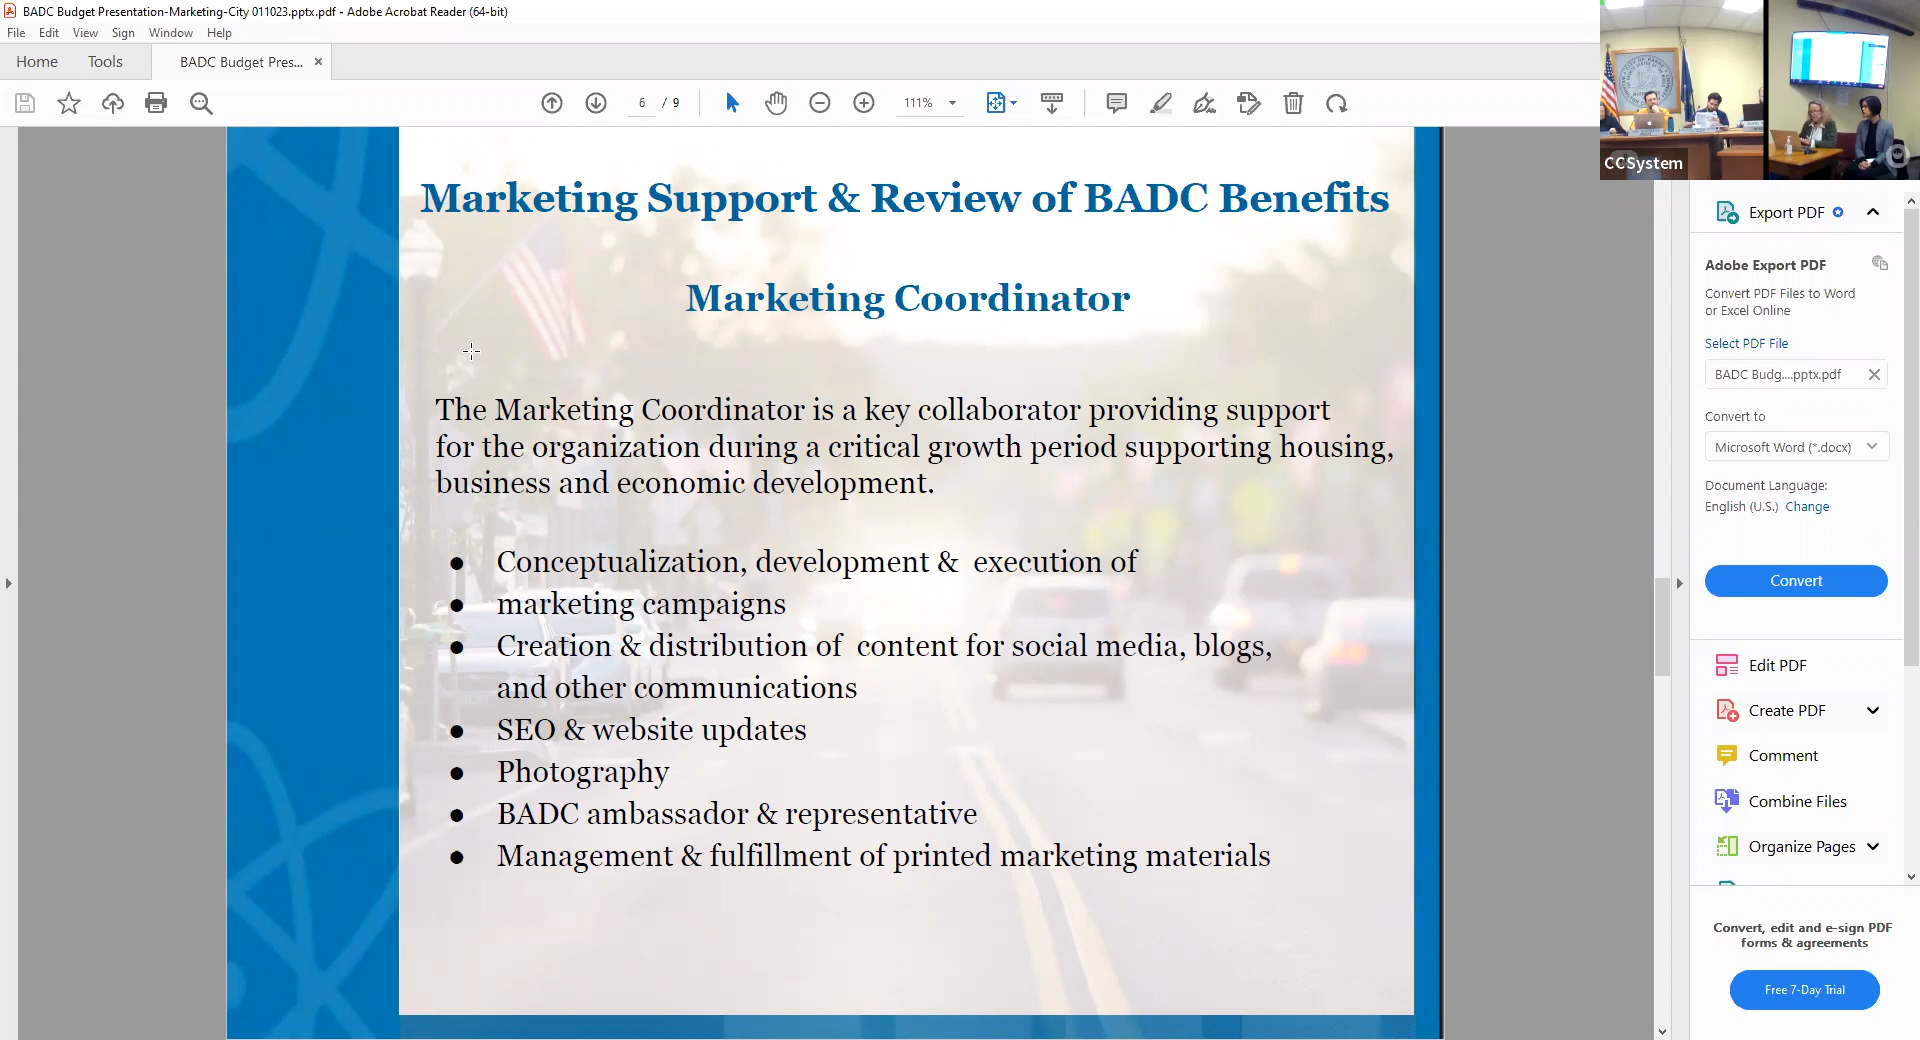 BADC Budget Presentation-Marketing-City 011023.pptx.pdf - Adobe Acrobat Reader (64-bit)
File Edit View Sign Window Help
Home Tools BADC Budget Pres... ×
6 / 9 111%
CCSystem
Marketing Support & Review of BADC Benefits
Marketing Coordinator
The Marketing Coordinator is a key collaborator providing support
for the organization during a critical growth period supporting housing,
business and economic development.
● Conceptualization, development &  execution of
● marketing campaigns
● Creation & distribution of  content for social media, blogs,
and other communications
● SEO & website updates
● Photography
● BADC ambassador & representative
● Management & fulfillment of printed marketing materials
Export PDF
Adobe Export PDF
Convert PDF Files to Word
or Excel Online
Select PDF File
BADC Budg....pptx.pdf
Convert to
Microsoft Word (*.docx)
Document Language:
English (U.S.) Change
Convert
Edit PDF
Create PDF
Comment
Combine Files
Organize Pages
Convert, edit and e-sign PDF
forms & agreements
Free 7-Day Trial